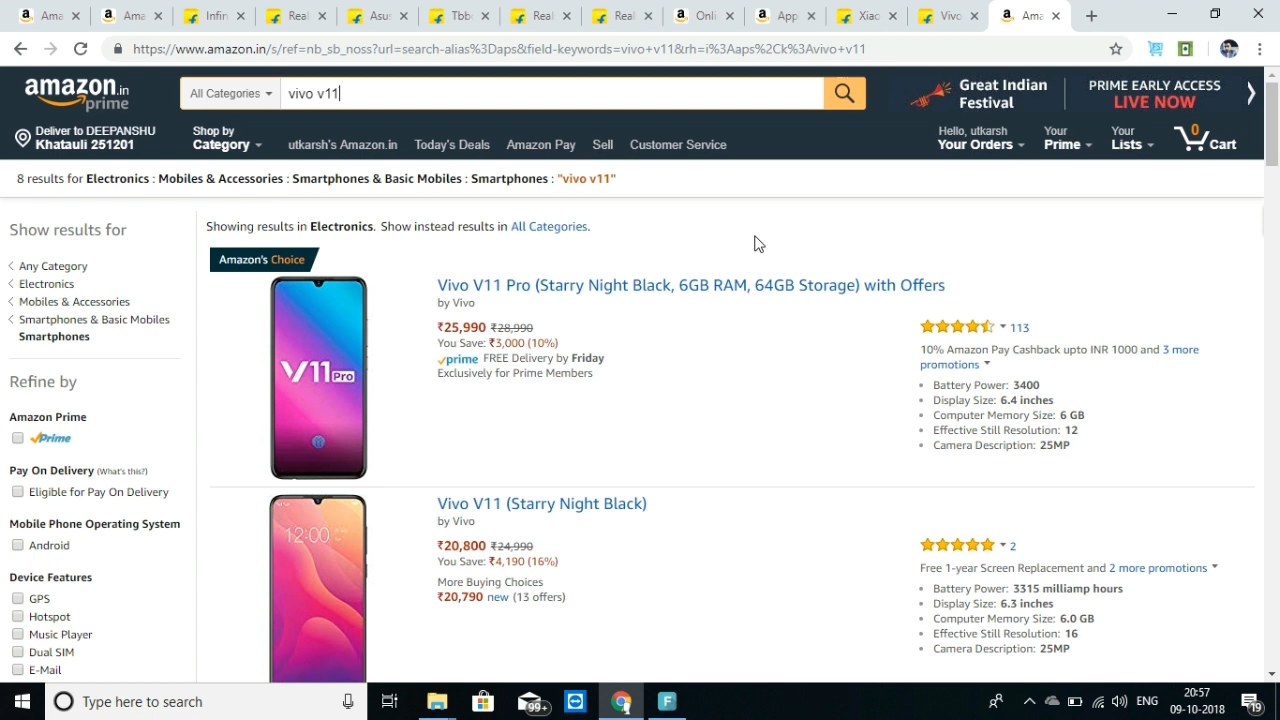 Ama
Ama
Infin
Real
Asus
Tbbe
Real
Real
Onli
App
Xiao
Vivo
Ama
https://www.amazon.in/s/ref=nb_sb_noss?url=search-alias%3Daps&field-keywords=vivo+v11&rh=i%3Aaps%2Ck%3Avivo+v11
amazon.in
prime
All Categories
vivo v11
Great Indian
Festival
PRIME EARLY ACCESS
LIVE NOW
Deliver to DEEPANSHU
Khatauli 251201
Shop by
Category
utkarsh's Amazon.in
Today's Deals
Amazon Pay
Sell
Customer Service
Hello, utkarsh
Your Orders
Your
Prime
Your
Lists
0
Cart
8 results for Electronics : Mobiles & Accessories : Smartphones & Basic Mobiles : Smartphones : "vivo v11"
Show results for
Any Category
Electronics
Mobiles & Accessories
Smartphones & Basic Mobiles
Smartphones
Refine by
Amazon Prime
Prime
Pay On Delivery (What's this?)
Eligible for Pay On Delivery
Mobile Phone Operating System
Android
Device Features
GPS
Hotspot
Music Player
Dual SIM
E-Mail
Showing results in Electronics. Show instead results in All Categories.
Amazon's Choice
V11 Pro
Vivo V11 Pro (Starry Night Black, 6GB RAM, 64GB Storage) with Offers
by Vivo
₹25,990 ₹28,990
You Save: ₹3,000 (10%)
prime FREE Delivery by Friday
Exclusively for Prime Members
113
10% Amazon Pay Cashback upto INR 1000 and 3 more
promotions
Battery Power: 3400
Display Size: 6.4 inches
Computer Memory Size: 6 GB
Effective Still Resolution: 12
Camera Description: 25MP
12:00
Vivo V11 (Starry Night Black)
by Vivo
₹20,800 ₹24,990
You Save: ₹4,190 (16%)
More Buying Choices
₹20,790 new (13 offers)
2
Free 1-year Screen Replacement and 2 more promotions
Battery Power: 3315 milliamp hours
Display Size: 6.3 inches
Computer Memory Size: 6.0 GB
Effective Still Resolution: 16
Camera Description: 25MP
Type here to search
99+
F
ENG
20:57
09-10-2018
19